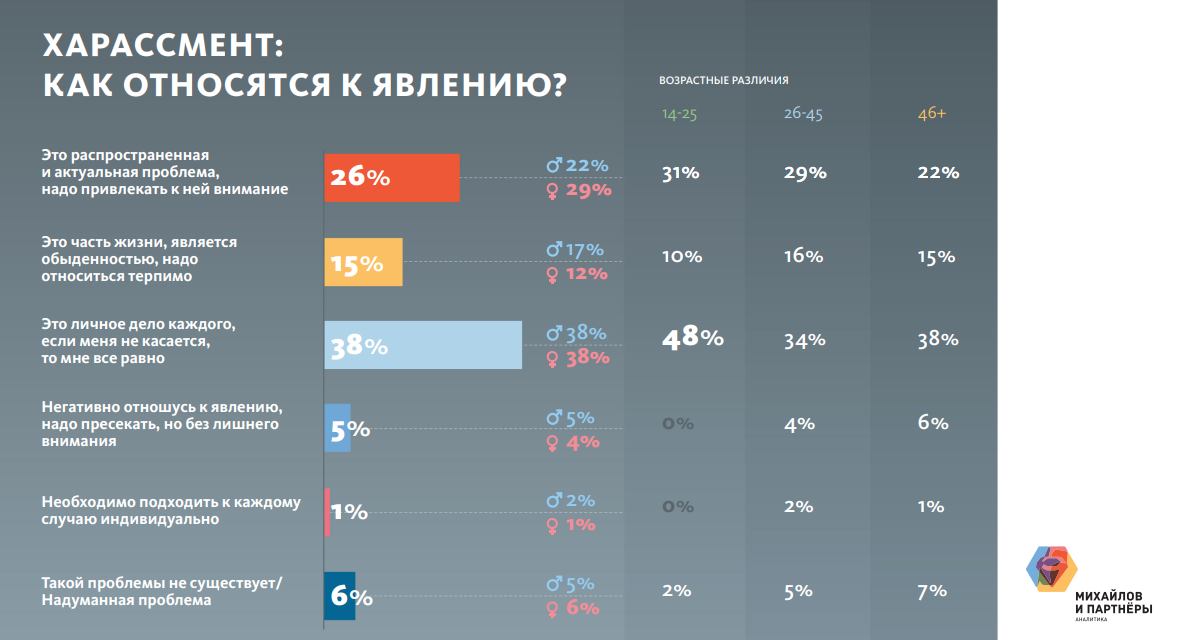 ХАРАССМЕНТ:
КАК ОТНОСЯТСЯ К ЯВЛЕНИЮ?
ВОЗРАСТНЫЕ РАЗЛИЧИЯ
14-25 26-45 46+
Это распространенная
и актуальная проблема,
надо привлекать к ней внимание
26% ♂22% 31% 29% 22%
♀29%
Это часть жизни, является
обыденностью, надо
относиться терпимо
15% ♂17% 10% 16% 15%
♀12%
Это личное дело каждого,
если меня не касается,
то мне все равно
38% ♂38% 48% 34% 38%
♀38%
Негативно отношусь к явлению,
надо пресекать, но без лишнего
внимания
5% ♂5% 0% 4% 6%
♀4%
Необходимо подходить к каждому
случаю индивидуально
1% ♂2% 0% 2% 1%
♀1%
Такой проблемы не существует/
Надуманная проблема
6% ♂5% 2% 5% 7%
♀6%
МИХАЙЛОВ
И ПАРТНЁРЫ
АНАЛИТИКА